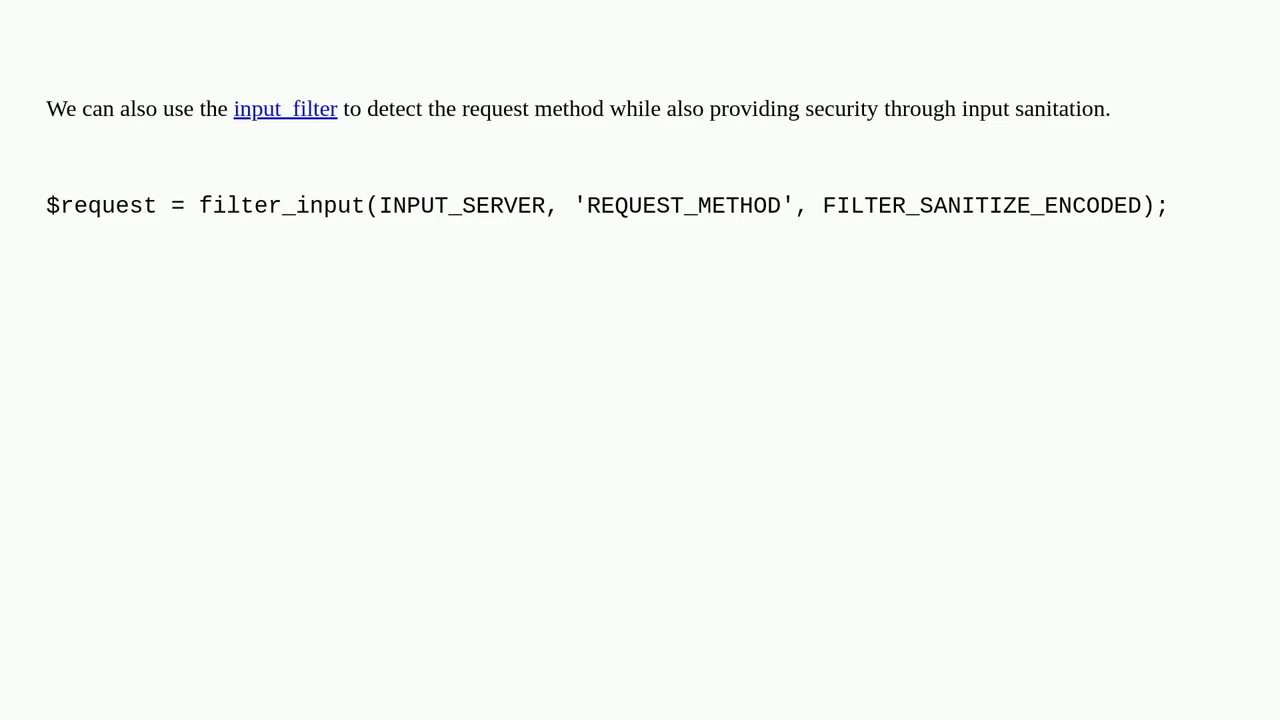 We can also use the input_filter to detect the request method while also providing security through input sanitation.
$request = filter_input(INPUT_SERVER, 'REQUEST_METHOD', FILTER_SANITIZE_ENCODED);